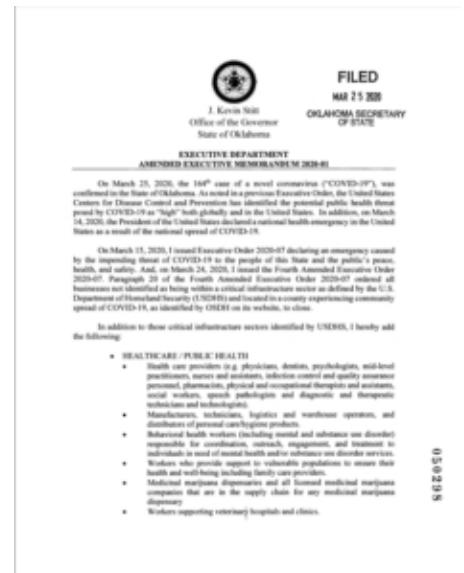 J. Kevin Stitt
Office of the Governor
State of Oklahoma
FILED
MAR 25 2020
OKLAHOMA SECRETARY
OF STATE
EXECUTIVE DEPARTMENT
AMENDED EXECUTIVE MEMORANDUM 2020-01
On March 25, 2020, the 164th case of a novel coronavirus ("COVID-19"), was
confirmed in the State of Oklahoma. As noted in a previous Executive Order, the United States
Centers for Disease Control and Prevention has identified the potential public health threat
posed by COVID-19 as "high" both globally and in the United States. In addition, on March
14, 2020, the President of the United States declared a national health emergency in the United
States as a result of the national spread of COVID-19.
On March 15, 2020, I issued Executive Order 2020-07 declaring an emergency caused
by the impending threat of COVID-19 to the people of this State and the public's peace,
health, and safety. And, on March 24, 2020, I issued the Fourth Amended Executive Order
2020-07. Paragraph 20 of the Fourth Amended Executive Order 2020-07 ordered all
businesses not identified as being within a critical infrastructure sector as defined by the U.S.
Department of Homeland Security (USDHS) and located in a county experiencing community
spread of COVID-19, as identified by OSDH on its website, to close.
In addition to those critical infrastructure sectors identified by USDHS, I hereby add
the following:
• HEALTHCARE / PUBLIC HEALTH
• Health care providers (e.g. physicians, dentists, psychologists, mid-level
practitioners, nurses and assistants, infection control and quality assurance
personnel, pharmacists, physical and occupational therapists and assistants,
social workers, speech pathologists and diagnostic and therapeutic
technicians and technologists).
• Manufacturers, technicians, logistics and warehouse operators, and
distributors of personal care/hygiene products.
• Behavioral health workers (including mental and substance use disorder)
responsible for coordination, outreach, engagement, and treatment to
individuals in need of mental health and/or substance use disorder services.
• Workers who provide support to vulnerable populations to ensure their
health and well-being including family care providers.
• Medicinal marijuana dispensaries and all licensed medicinal marijuana
companies that are in the supply chain for any medicinal marijuana
dispensary
• Workers supporting veterinary hospitals and clinics.
050298